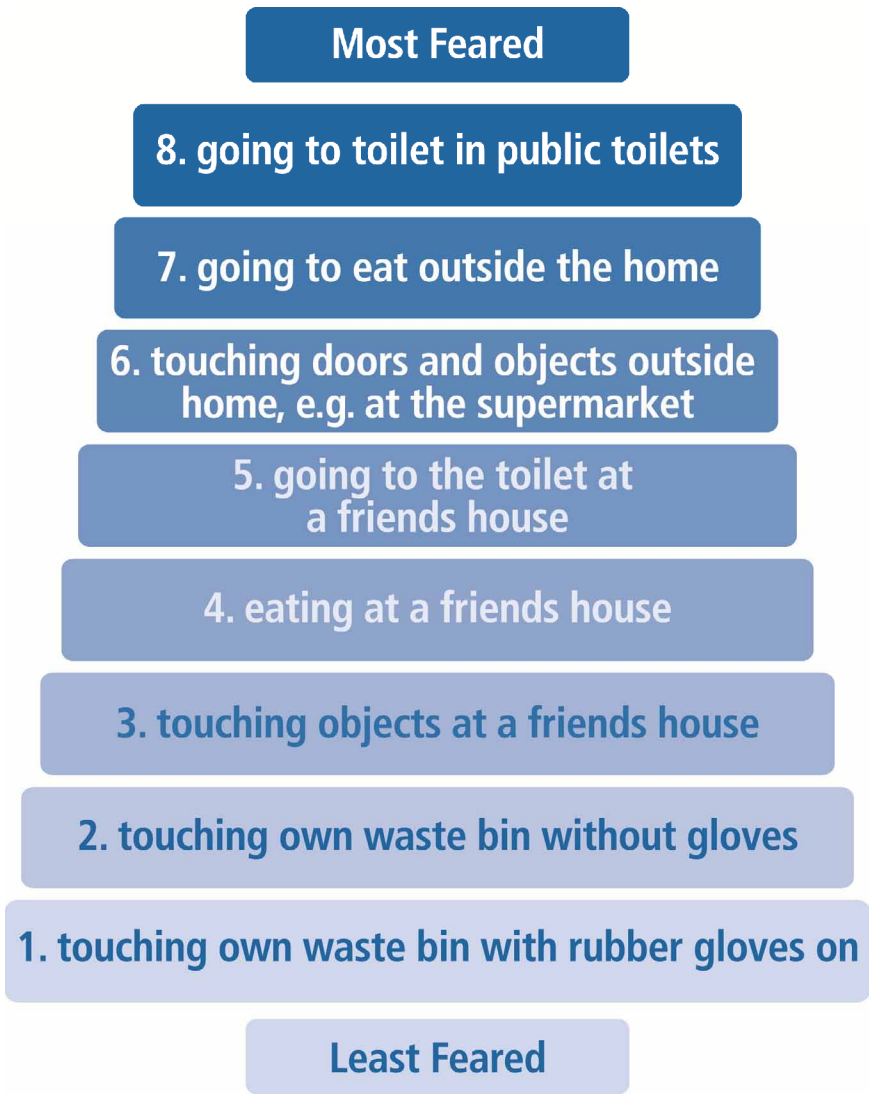 Most Feared
8. going to toilet in public toilets
7. going to eat outside the home
6. touching doors and objects outside
home, e.g. at the supermarket
5. going to the toilet at
a friends house
4. eating at a friends house
3. touching objects at a friends house
2. touching own waste bin without gloves
1. touching own waste bin with rubber gloves on
Least Feared